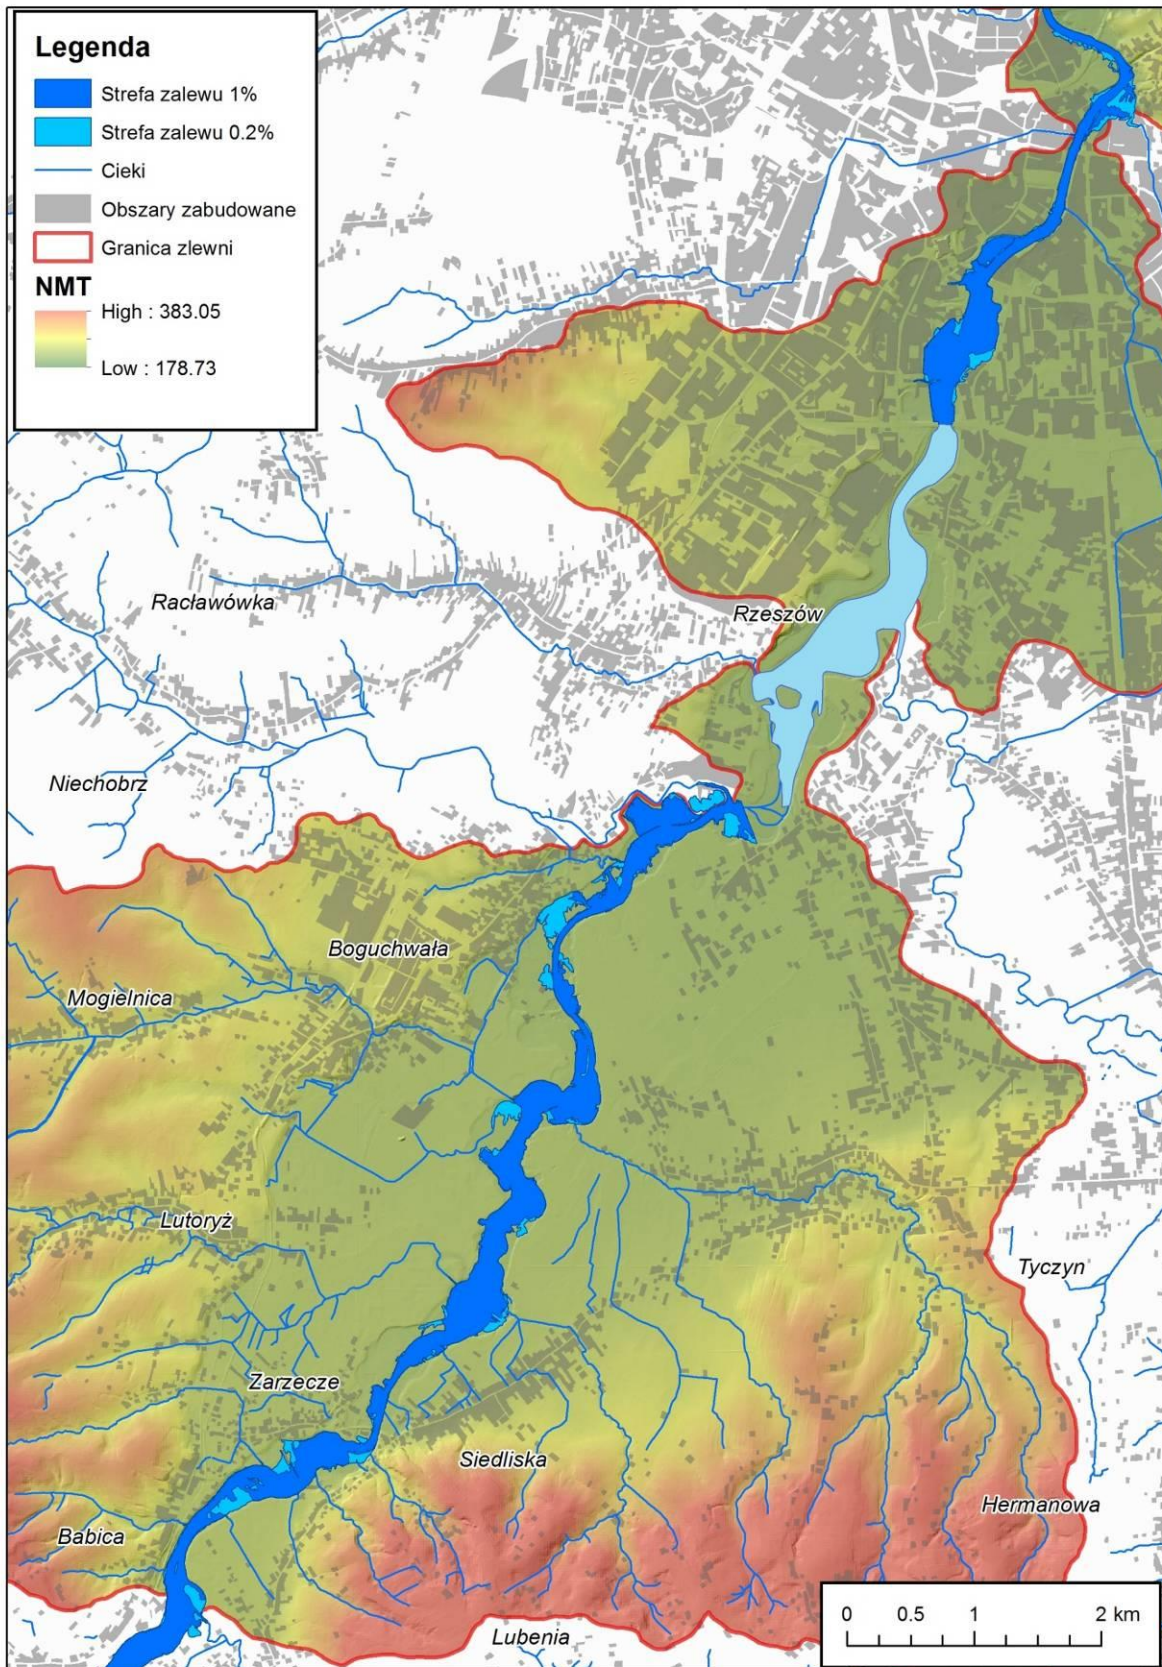 Legenda
Strefa zalewu 1%
Strefa zalewu 0.2%
Cieki
Obszary zabudowane
Granica zlewni
NMT
High : 383.05
Low : 178.73
Racławówka
Rzeszów
Niechobrz
Boguchwała
Mogielnica
Lutoryż
Tyczyn
Zarzecze
Siedliska
Hermanowa
Babica
Lubenia
0 0.5 1 2 km